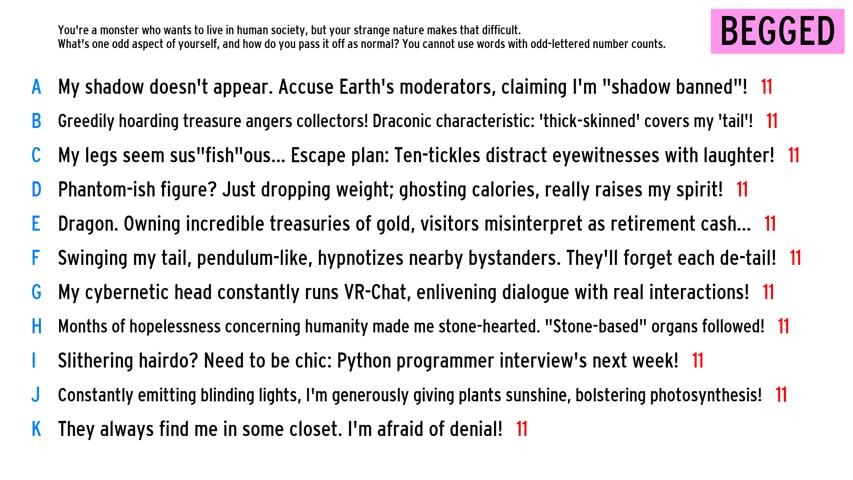 You're a monster who wants to live in human society, but your strange nature makes that difficult.
BEGGED
What's one odd aspect of yourself, and how do you pass it off as normal? You cannot use words with odd-lettered number counts.
A My shadow doesn't appear. Accuse Earth's moderators, claiming I'm "shadow banned"! 11
B Greedily hoarding treasure angers collectors! Draconic characteristic: 'thick-skinned' covers my 'tail'! 11
C My legs seem sus"fish"ous... Escape plan: Ten-tickles distract eyewitnesses with laughter! 11
D Phantom-ish figure? Just dropping weight; ghosting calories, really raises my spirit! 11
E Dragon. Owning incredible treasuries of gold, visitors misinterpret as retirement cash... 11
F Swinging my tail, pendulum-like, hypnotizes nearby bystanders. They'll forget each de-tail! 11
G My cybernetic head constantly runs VR-Chat, enlivening dialogue with real interactions! 11
H Months of hopelessness concerning humanity made me stone-hearted. "Stone-based" organs followed! 11
I Slithering hairdo? Need to be chic: Python programmer interview's next week! 11
J Constantly emitting blinding lights, I'm generously giving plants sunshine, bolstering photosynthesis! 11
K They always find me in some closet. I'm afraid of denial! 11